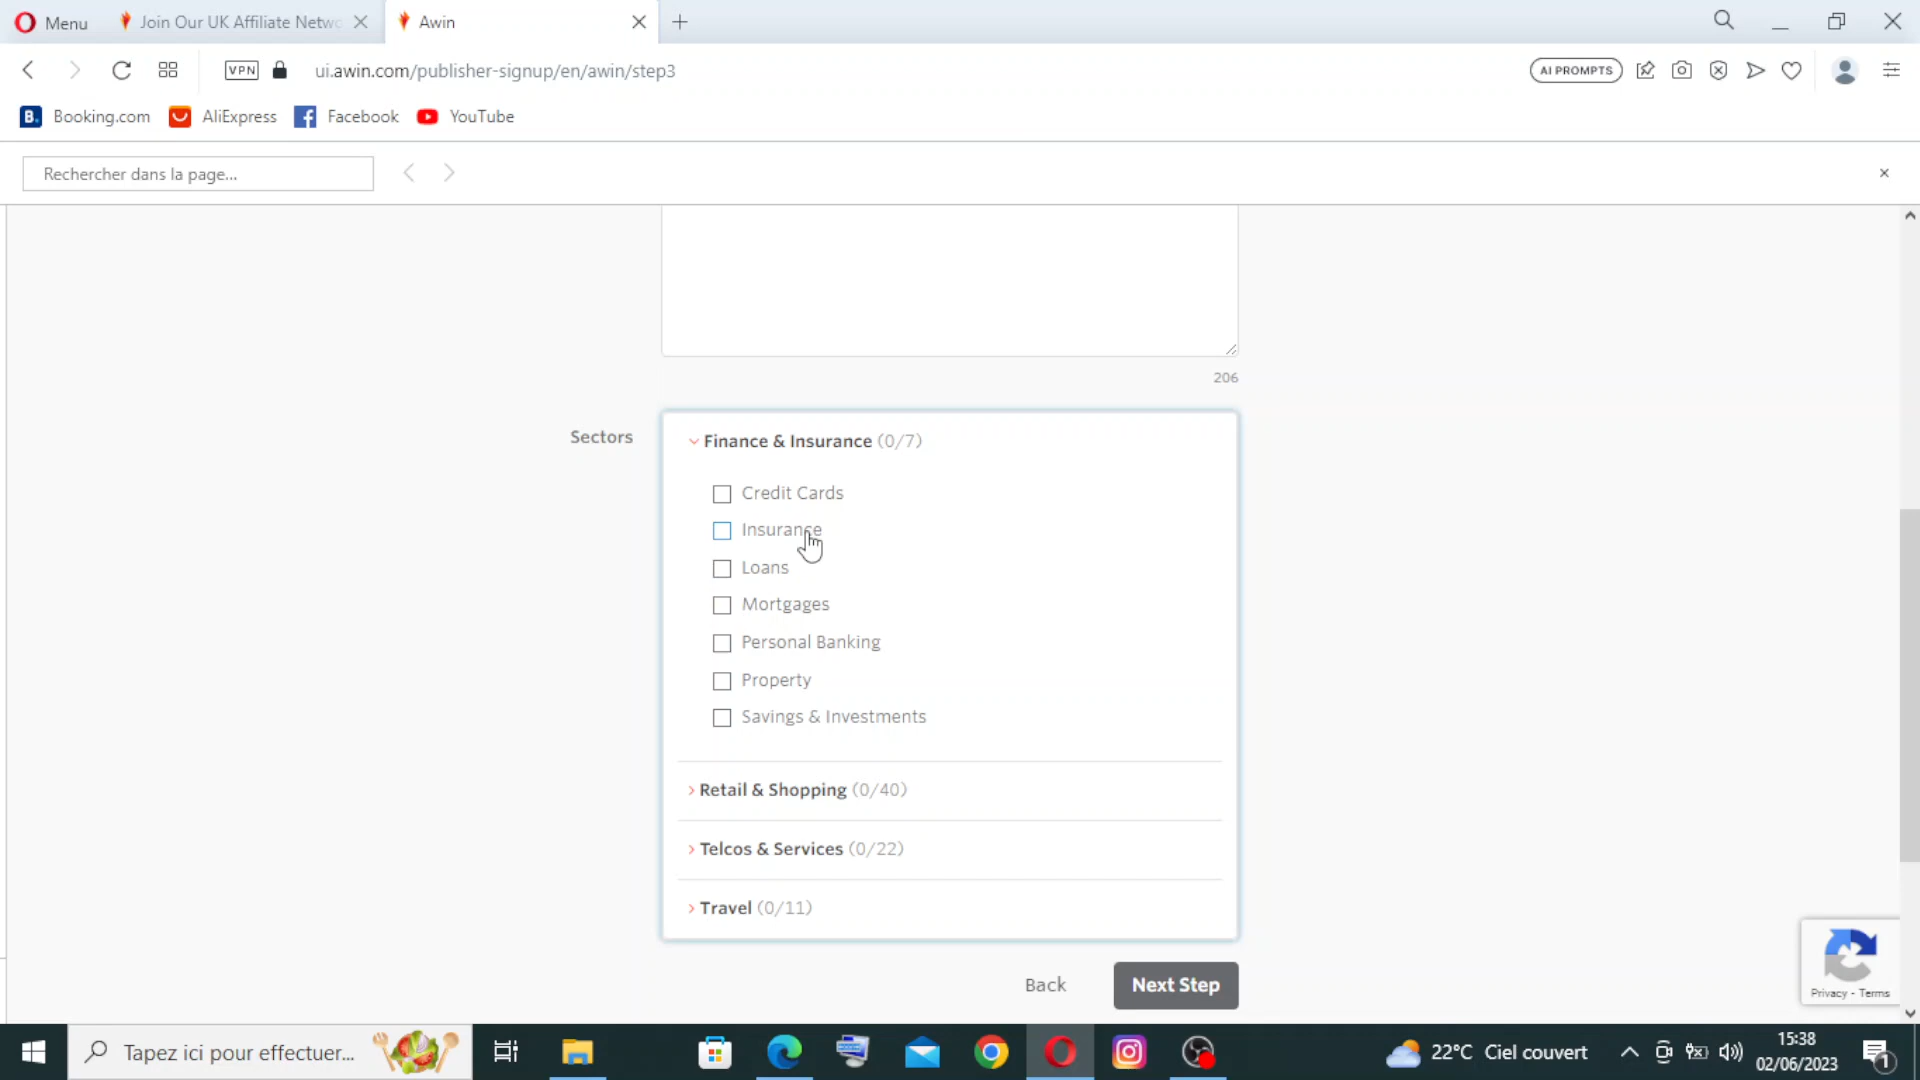 Menu
Join Our UK Affiliate Netwo
Awin
VPN
ui.awin.com/publisher-signup/en/awin/step3
AI PROMPTS
B. Booking.com
AliExpress
Facebook
YouTube
Rechercher dans la page...
206
Sectors
Finance & Insurance (0/7)
Credit Cards
Insurance
Loans
Mortgages
Personal Banking
Property
Savings & Investments
Retail & Shopping (0/40)
Telcos & Services (0/22)
Travel (0/11)
Back
Next Step
Privacy - Terms
Tapez ici pour effectuer...
22°C Ciel couvert
15:38
02/06/2023
1